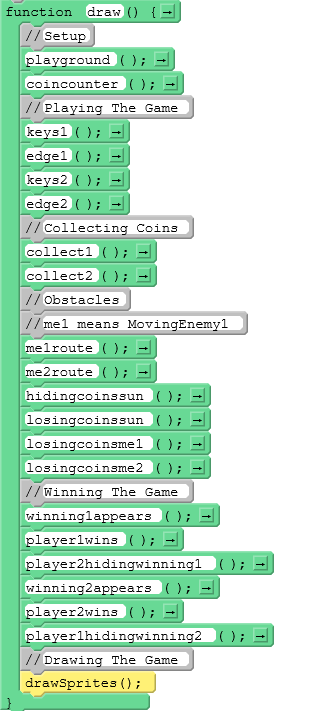 function draw() { →
//Setup
playground (); →
coincounter (); →
//Playing The Game
keys1 (); →
edge1 (); →
keys2 (); →
edge2 (); →
//Collecting Coins
collect1 (); →
collect2 (); →
//Obstacles
//me1 means MovingEnemy1
me1route (); →
me2route (); →
hidingcoinssun (); →
losingcoinssun (); →
losingcoinsme1 (); →
losingcoinsme2 (); →
//Winning The Game
winning1appears (); →
player1wins (); →
player2hidingwinning1 (); →
winning2appears (); →
player2wins (); →
player1hidingwinning2 (); →
//Drawing The Game
drawSprites();
}